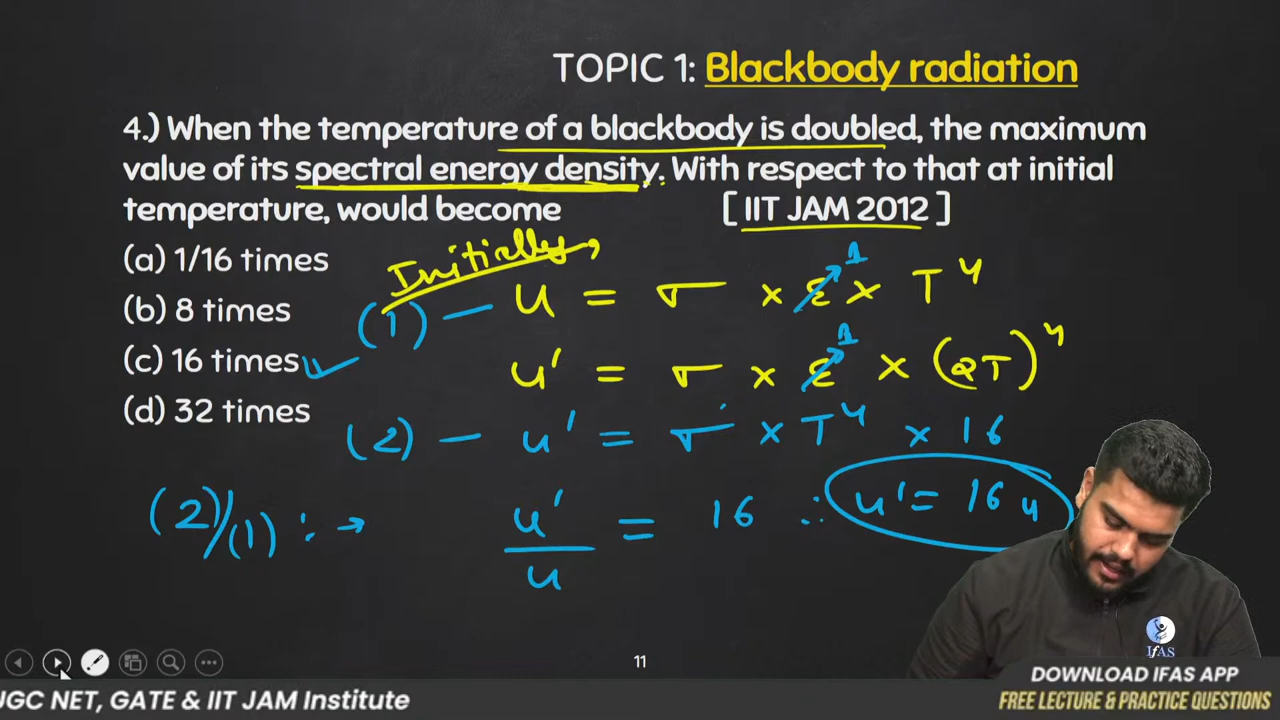 TOPIC 1: Blackbody radiation
4.) When the temperature of a blackbody is doubled, the maximum
value of its spectral energy density. With respect to that at initial
temperature, would become [ IIT JAM 2012 ]
(a) 1/16 times
(b) 8 times
(c) 16 times
(d) 32 times
Initially →
(1) — u = σ × ε 1 × T⁴
u' = σ × ε 1 × (2T)⁴
(2) — u' = σ × T⁴ × 16
(2)/(1) :→ u'/u = 16 ∴ u' = 16 u
IfAS
11
UGC NET, GATE & IIT JAM Institute
DOWNLOAD IFAS APP
FREE LECTURE & PRACTICE QUESTIONS